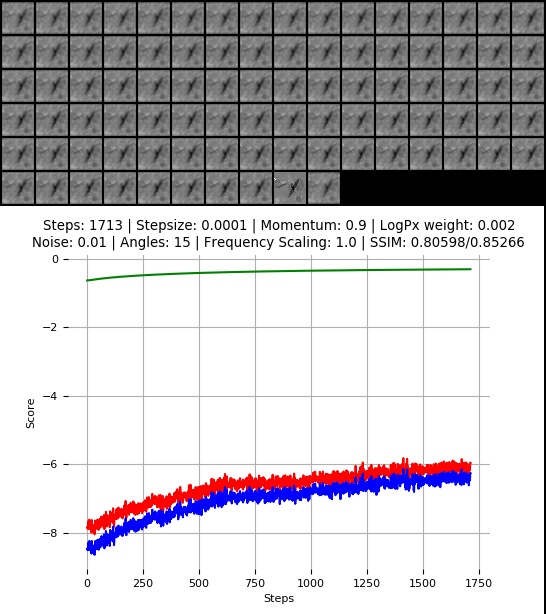 Steps: 1713 | Stepsize: 0.0001 | Momentum: 0.9 | LogPx weight: 0.002
Noise: 0.01 | Angles: 15 | Frequency Scaling: 1.0 | SSIM: 0.80598/0.85266
0
−2
−4
−6
−8
Score
0 250 500 750 1000 1250 1500 1750
Steps